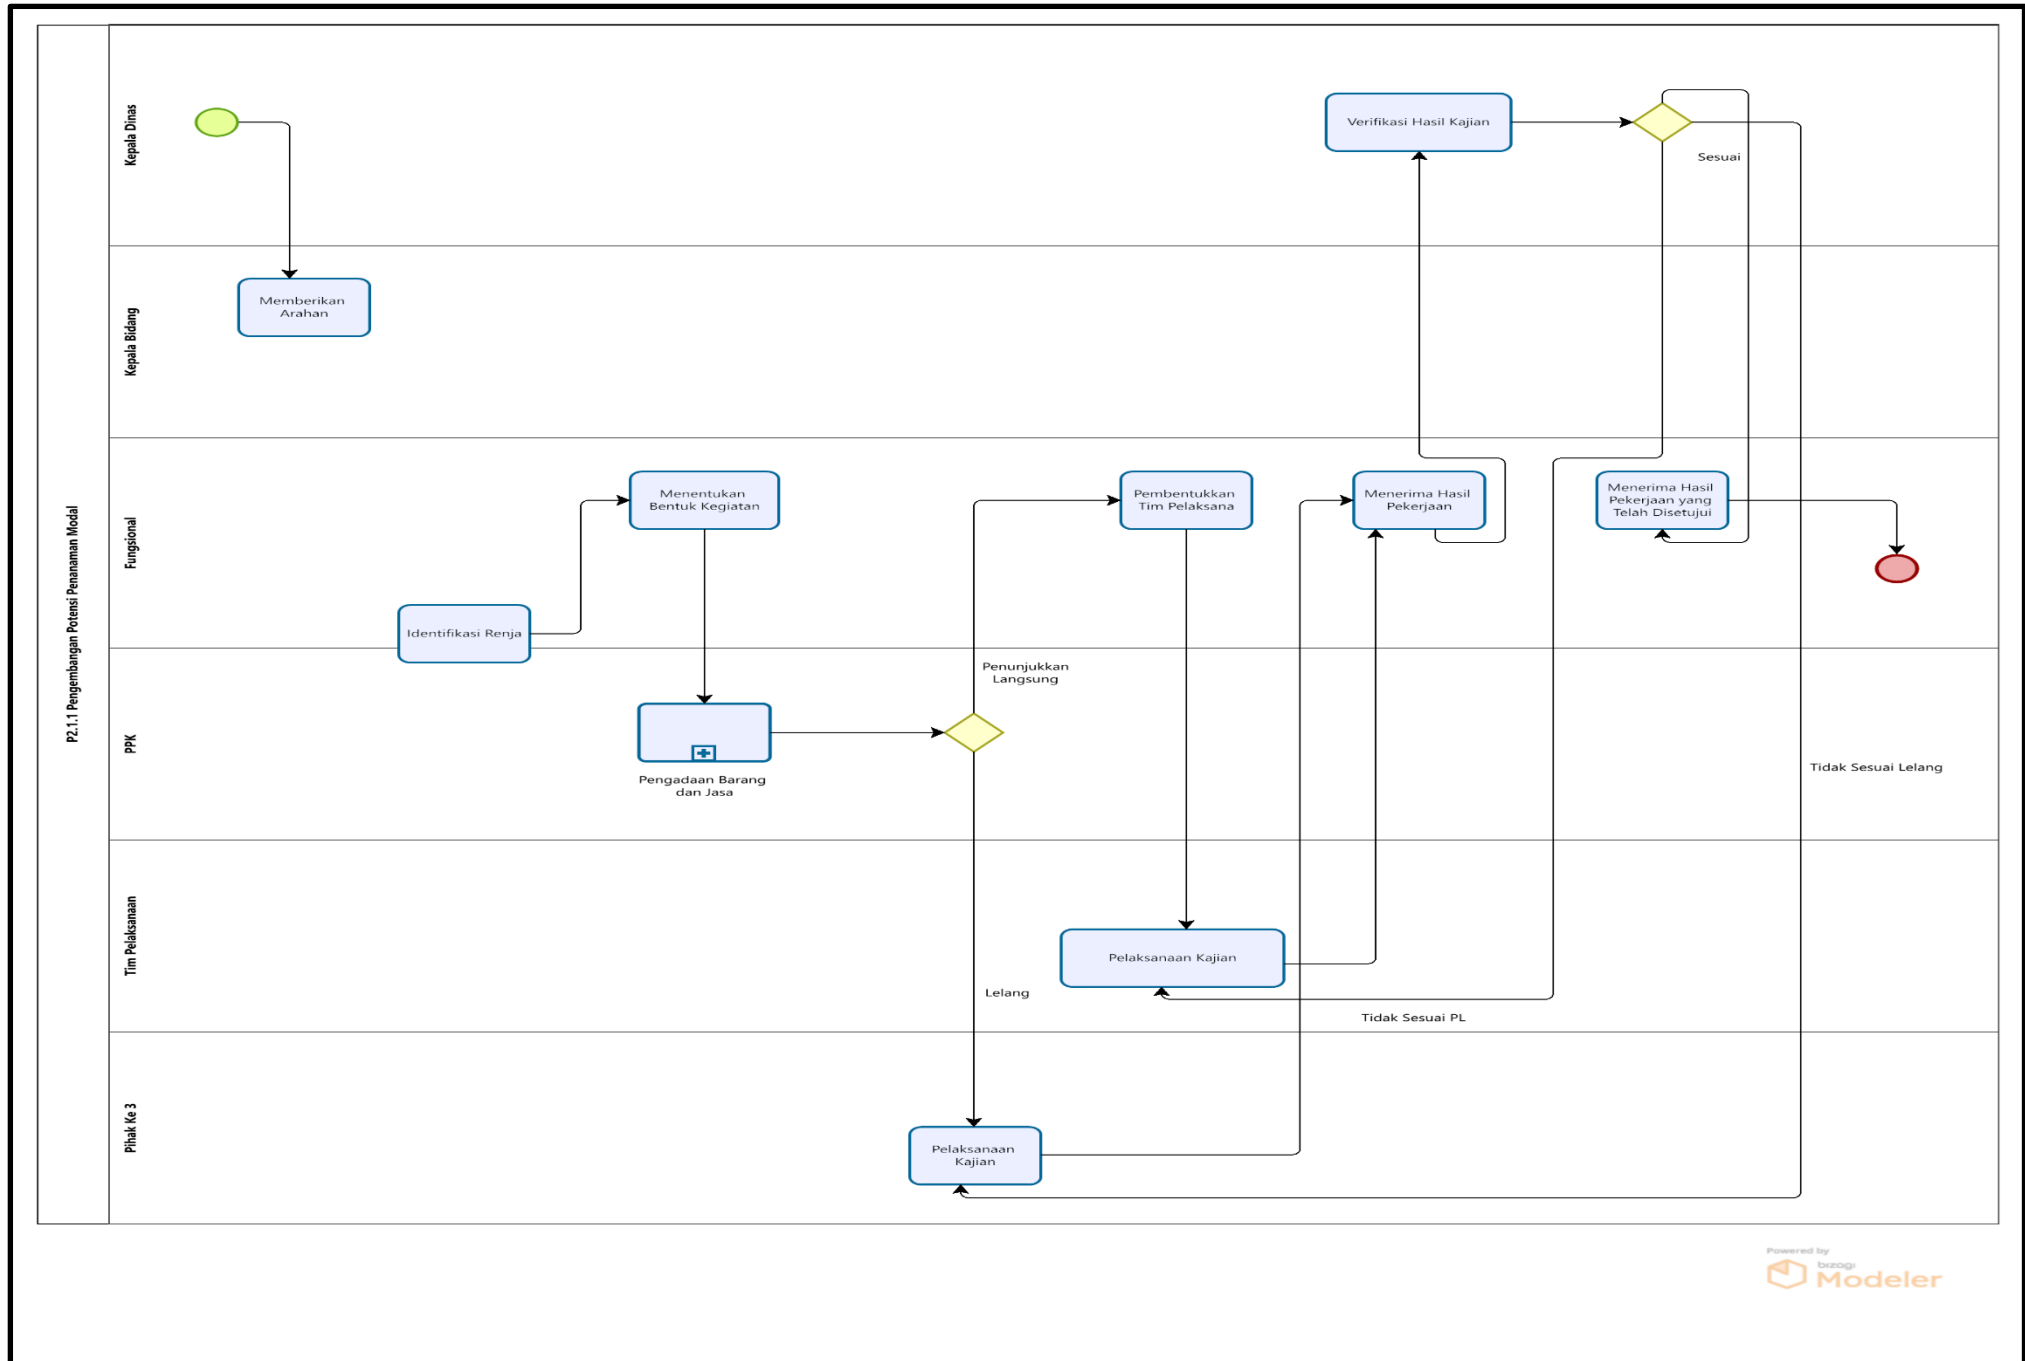 P2.1.1 Pengembangan Potensi Penanaman Modal
Kepala Dinas
Verifikasi Hasil Kajian
Sesuai
Kepala Bidang
Memberikan
Arahan
Fungsional
Menentukan
Bentuk Kegiatan
Pembentukkan
Tim Pelaksana
Menerima Hasil
Pekerjaan
Menerima Hasil
Pekerjaan yang
Telah Disetujui
Identifikasi Renja
PPK
Penunjukkan
Langsung
Pengadaan Barang
dan Jasa
Tidak Sesuai Lelang
Tim Pelaksanaan
Pelaksanaan Kajian
Lelang
Tidak Sesuai PL
Pihak Ke 3
Pelaksanaan
Kajian
Powered by
bizagi
Modeler